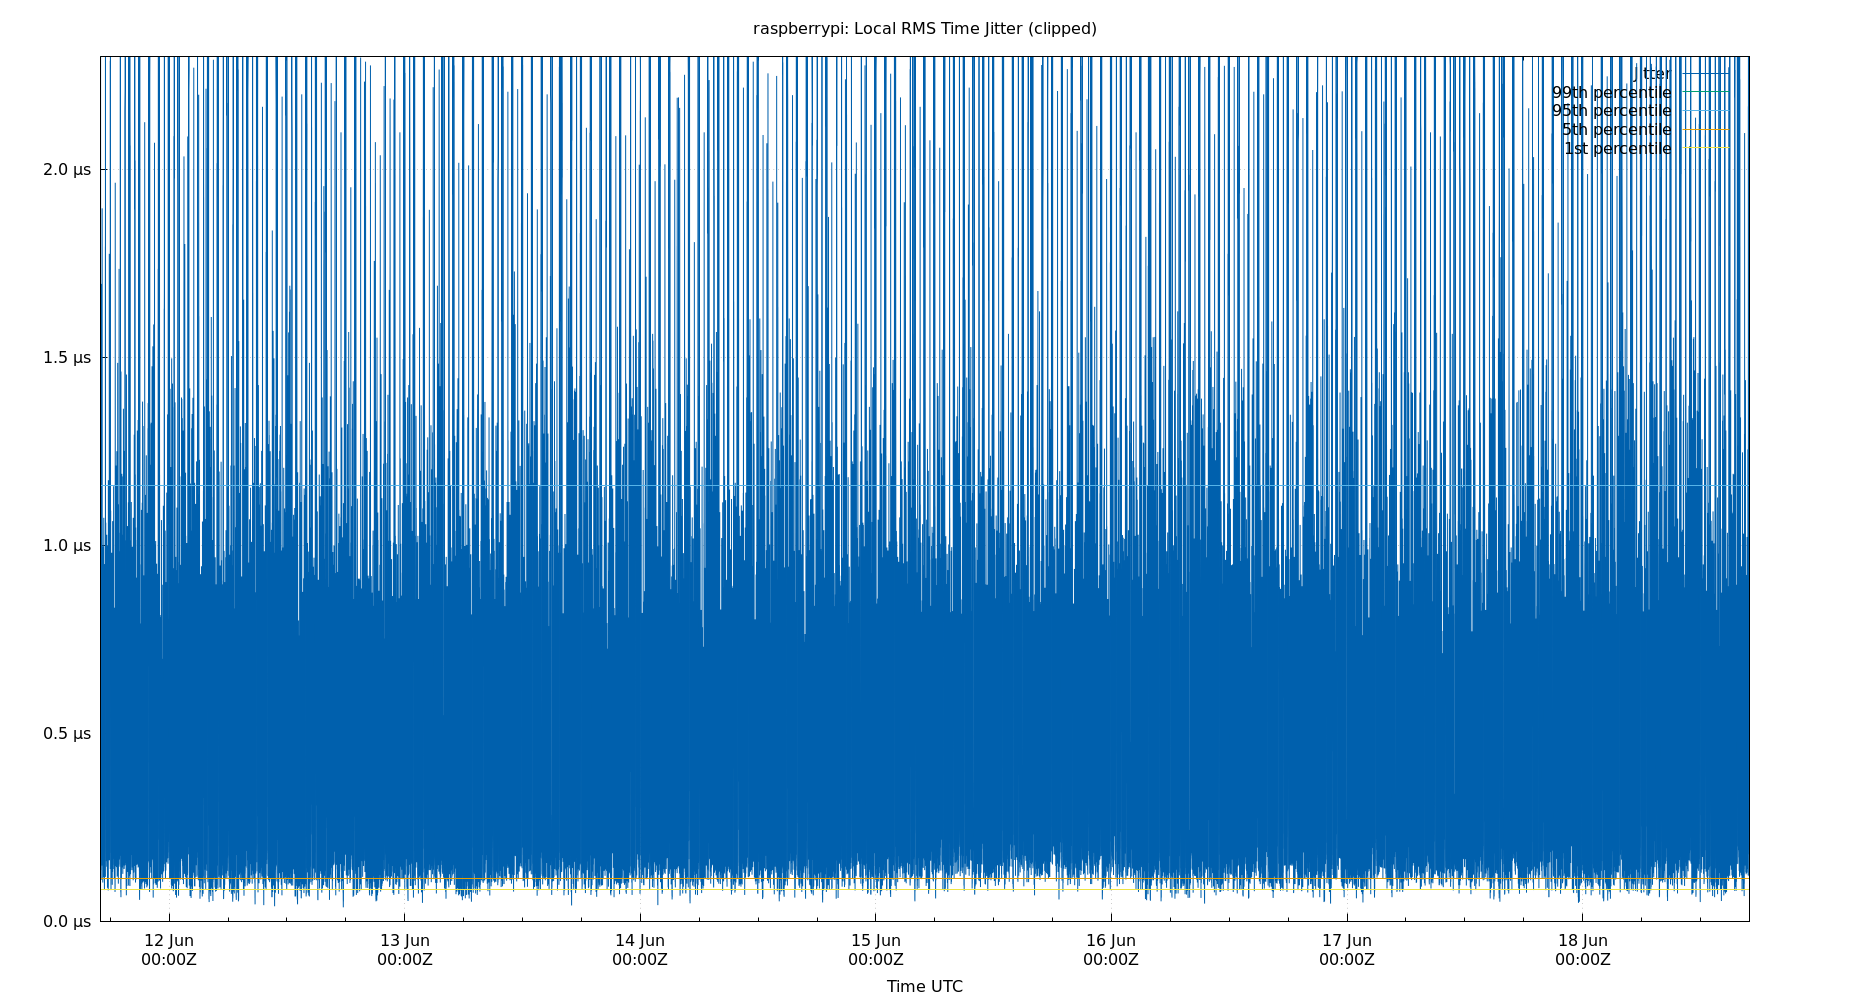 raspberrypi: Local RMS Time Jitter (clipped)
jitter
99th percentile
95th percentile
5th percentile
1st percentile
2.0 µs
1.5 µs
1.0 µs
0.5 µs
0.0 µs
12 Jun 13 Jun 14 Jun 15 Jun 16 Jun 17 Jun 18 Jun
00:00Z 00:00Z 00:00Z 00:00Z 00:00Z 00:00Z 00:00Z
Time UTC